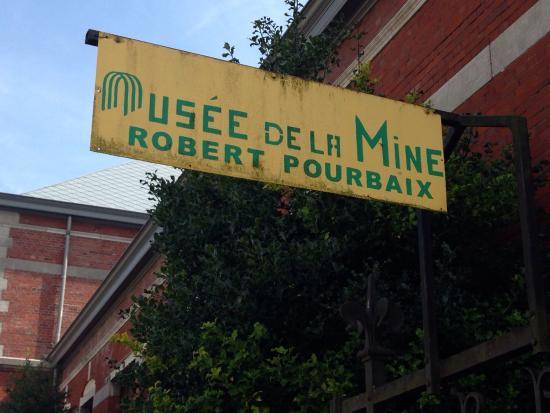 MUSÉE DE LA MINE
ROBERT POURBAIX